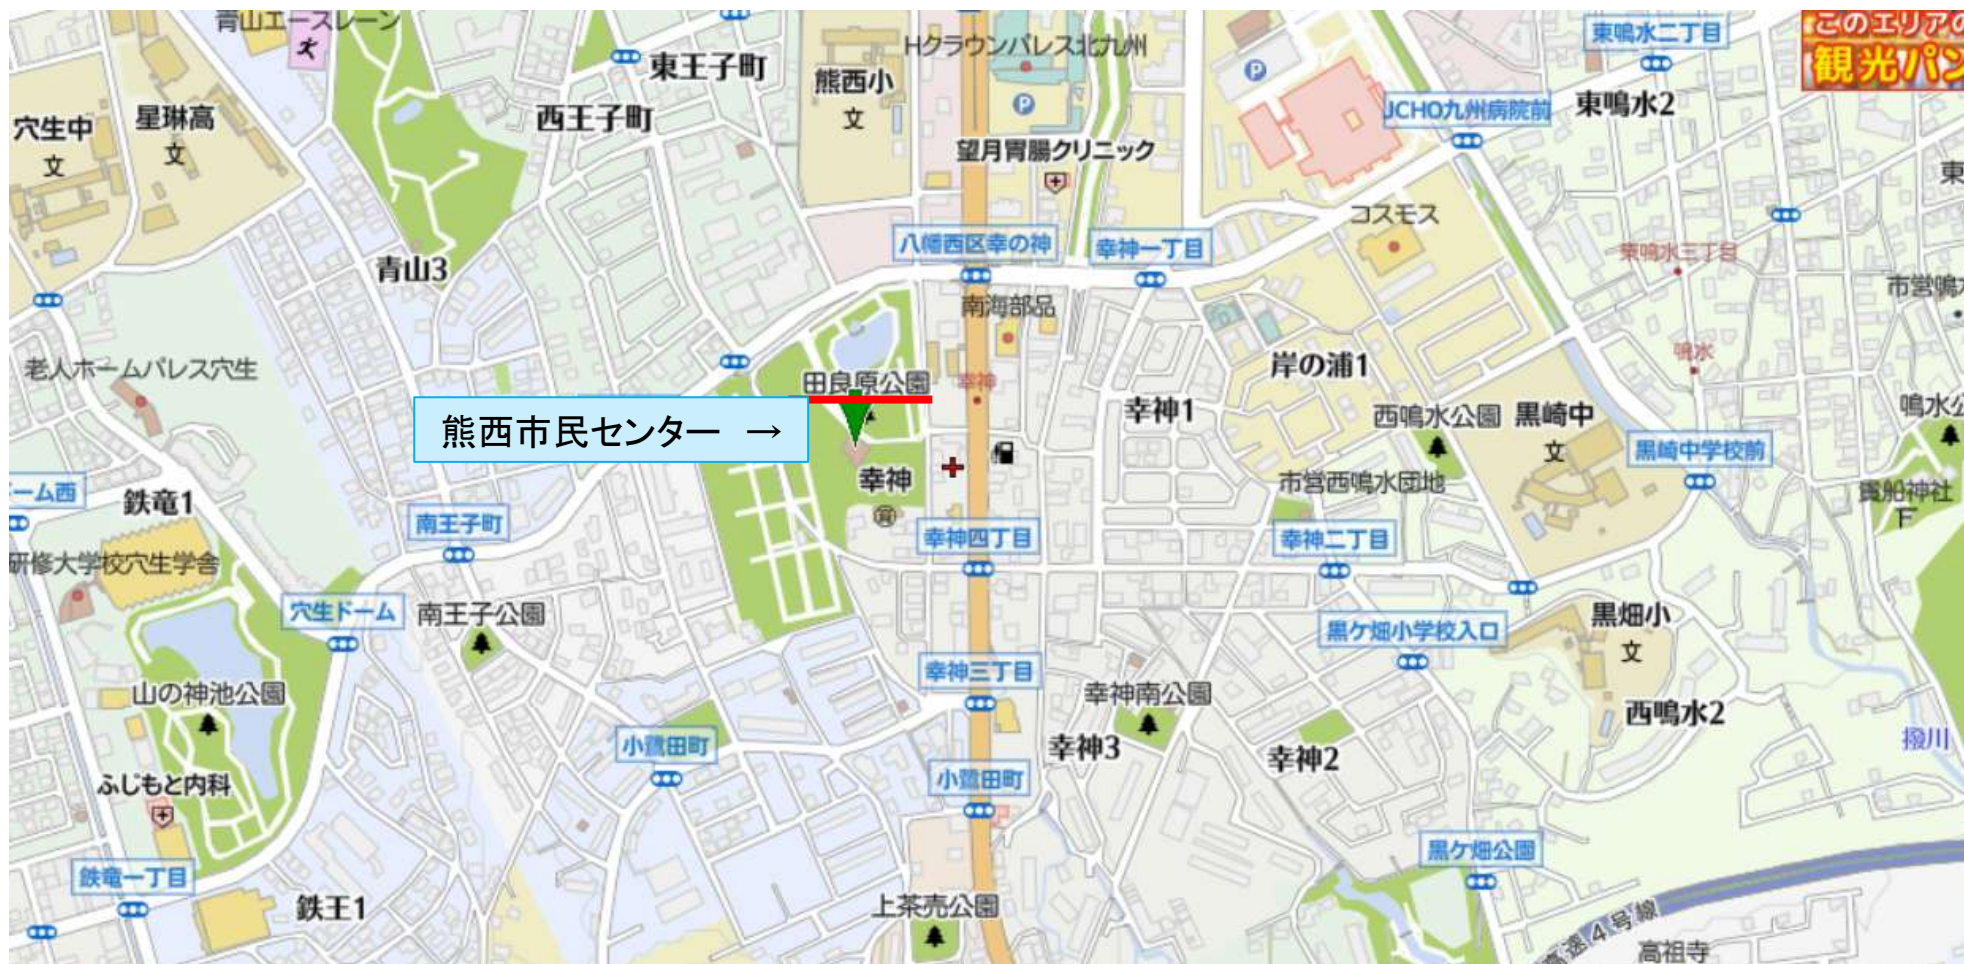 青山エースレーン
東王子町
熊西小
文
Hクラウンパレス北九州
東鳴水二丁目
このエリアの
観光パン
穴生中
文
星琳高
文
西王子町
P
P
望月胃腸クリニック
JCHO九州病院前
東鳴水2
東
青山3
八幡西区幸の神
幸神一丁目
コスモス
東鳴水三丁目
市営鳴水
南海部品
老人ホームパレス穴生
田良原公園
幸神
岸の浦1
鳴水
熊西市民センター →
幸神1
西鳴水公園
黒崎中
文
黒崎中学校前
鳴水公
ーム西
鉄竜1
幸神
市営西鳴水団地
貴船神社
南王子町
幸神四丁目
幸神二丁目
研修大学校穴生学舎
穴生ドーム
南王子公園
黒ケ畑小学校入口
黒畑小
文
山の神池公園
幸神三丁目
幸神南公園
西鳴水2
小鷺田町
幸神3
幸神2
撥川
ふじもと内科
小鷺田町
鉄竜一丁目
黒ケ畑公園
鉄王1
上茶売公園
高速4号線
高祖寺